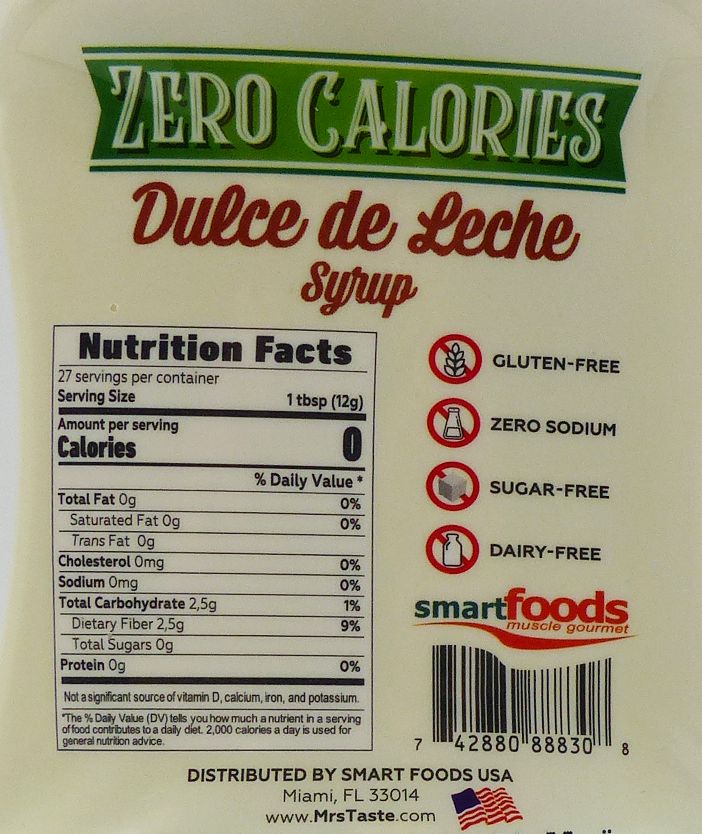 ZERO CALORIES
Dulce de Leche
Syrup
Nutrition Facts
27 servings per container
Serving Size 1 tbsp (12g)
Amount per serving
Calories 0
% Daily Value *
Total Fat 0g 0%
Saturated Fat 0g 0%
Trans Fat 0g
Cholesterol 0mg 0%
Sodium 0mg 0%
Total Carbohydrate 2,5g 1%
Dietary Fiber 2,5g 9%
Total Sugars 0g
Protein 0g 0%
Not a significant source of vitamin D, calcium, iron, and potassium.
*The % Daily Value (DV) tells you how much a nutrient in a serving
of food contributes to a daily diet. 2,000 calories a day is used for
general nutrition advice.
GLUTEN-FREE
ZERO SODIUM
SUGAR-FREE
DAIRY-FREE
smartfoods
muscle gourmet
7 42880 88830 8
DISTRIBUTED BY SMART FOODS USA
Miami, FL 33014
www.MrsTaste.com